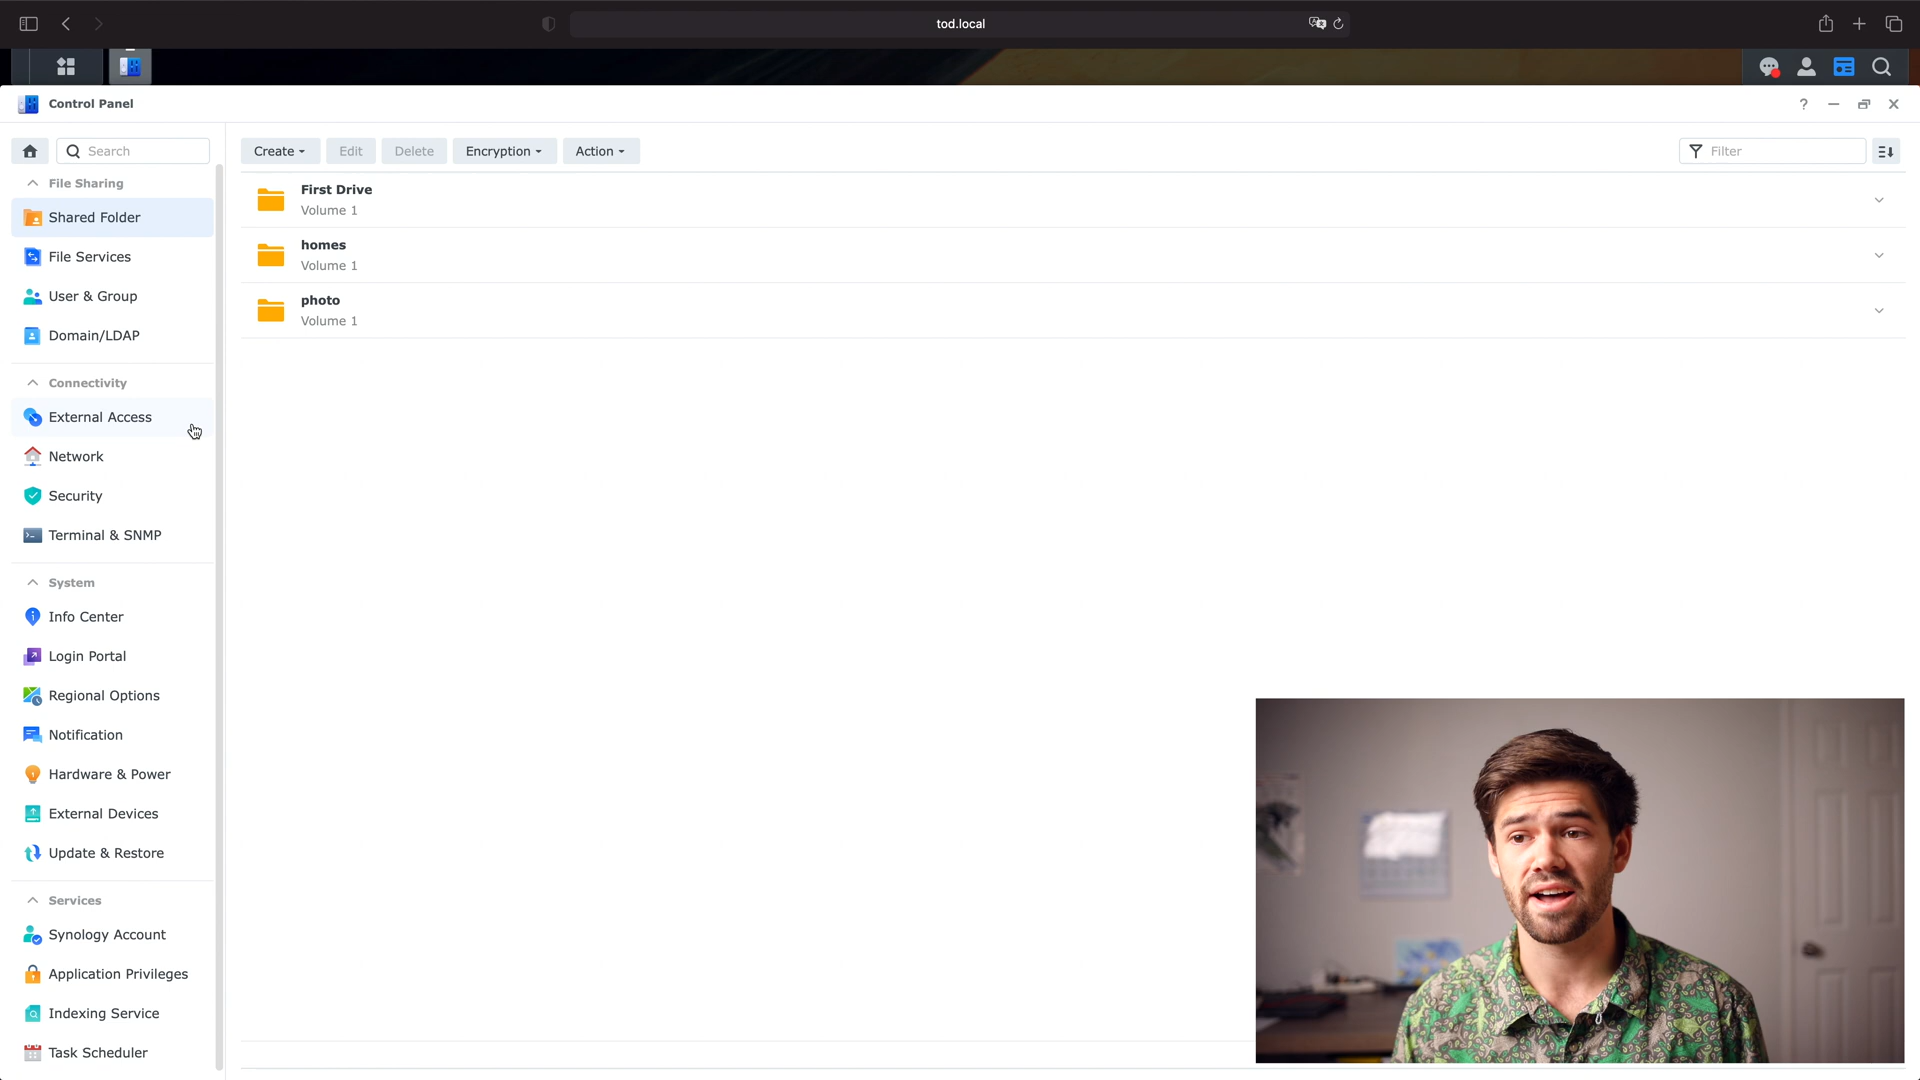 tod.local
Control Panel
?
Search
File Sharing
Shared Folder
File Services
User & Group
Domain/LDAP
Connectivity
External Access
Network
Security
Terminal & SNMP
System
Info Center
Login Portal
Regional Options
Notification
Hardware & Power
External Devices
Update & Restore
Services
Synology Account
Application Privileges
Indexing Service
Task Scheduler
Create Edit Delete Encryption Action Filter
First Drive
Volume 1
homes
Volume 1
photo
Volume 1